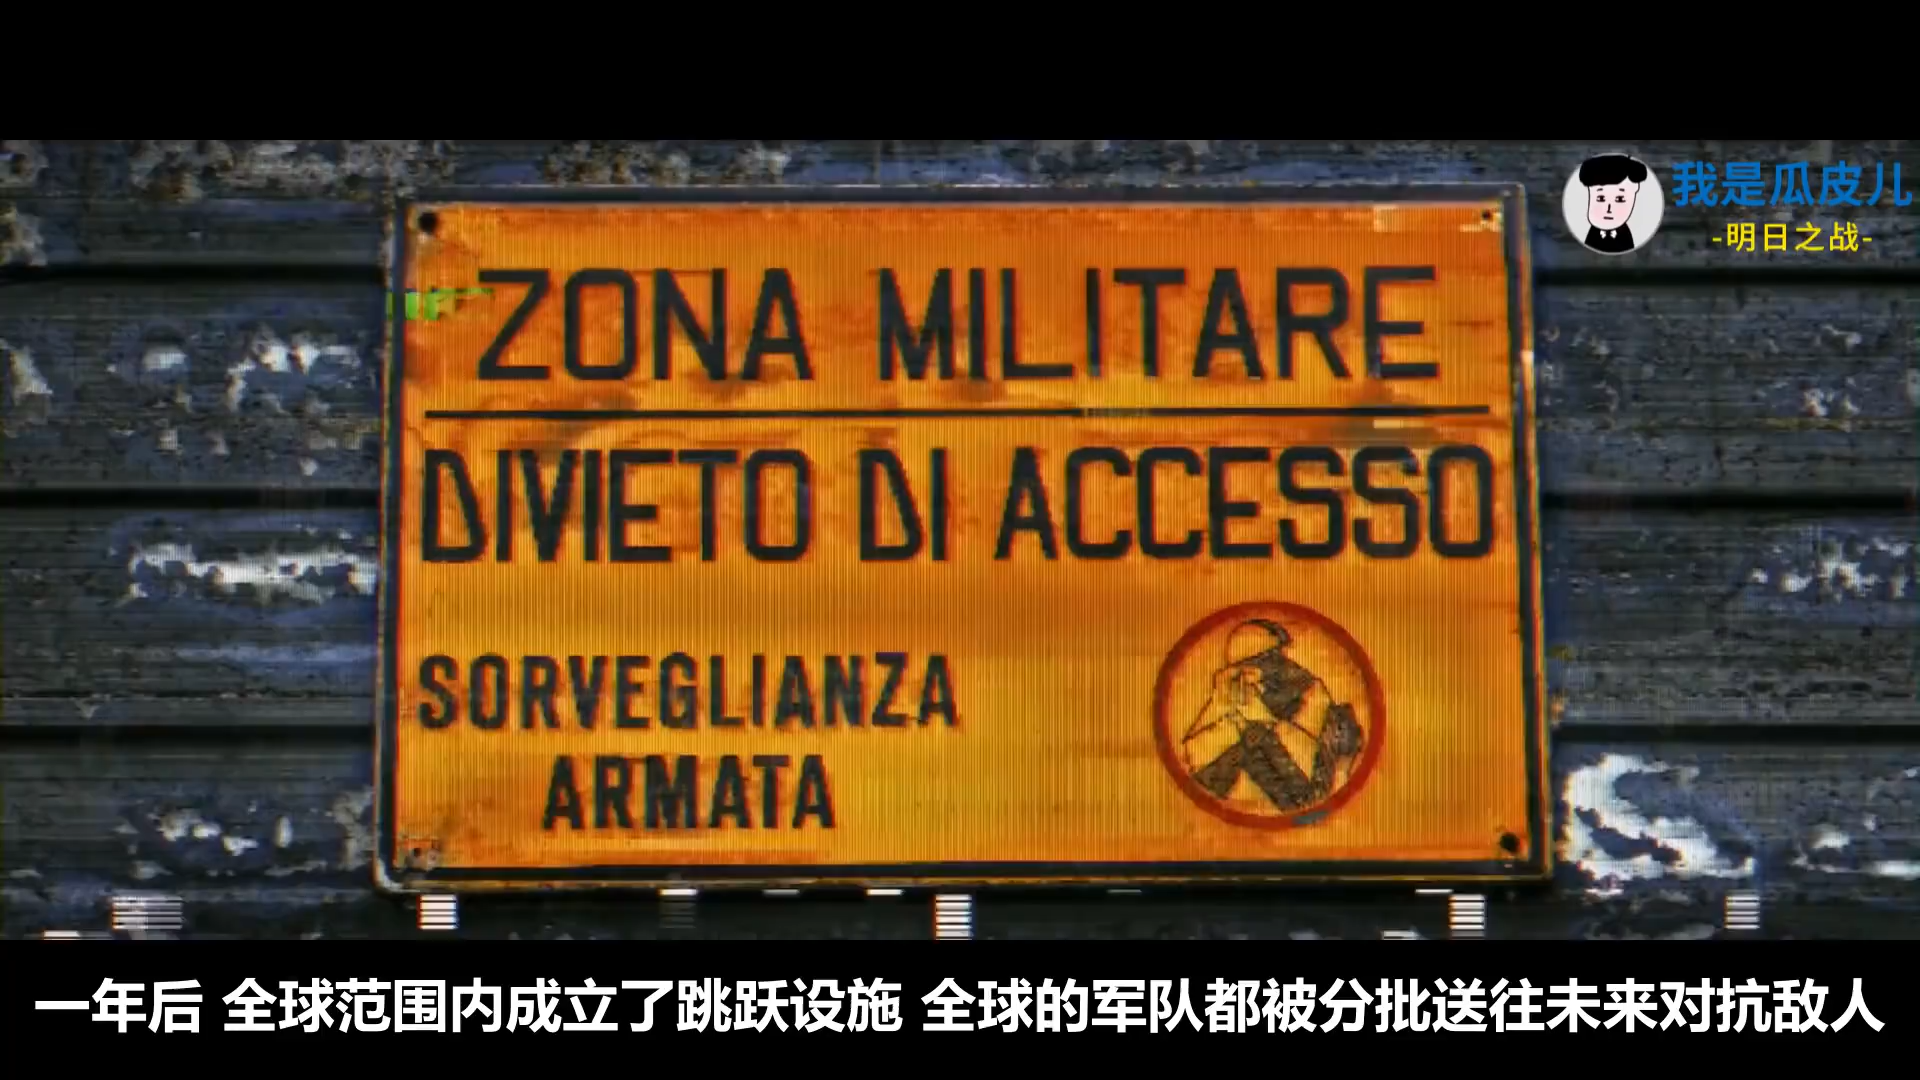 我是瓜皮儿
-明日之战-
ZONA MILITARE
DIVIETO DI ACCESSO
SORVEGLIANZA
ARMATA
一年后 全球范围内成立了跳跃设施 全球的军队都被分批送往未来对抗敌人